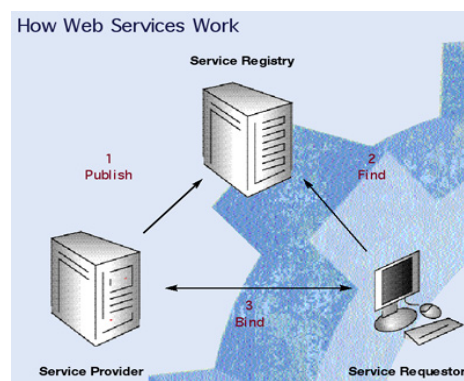 How Web Services Work
Service Registry
1
Publish
2
Find
3
Bind
Service Provider
Service Requestor